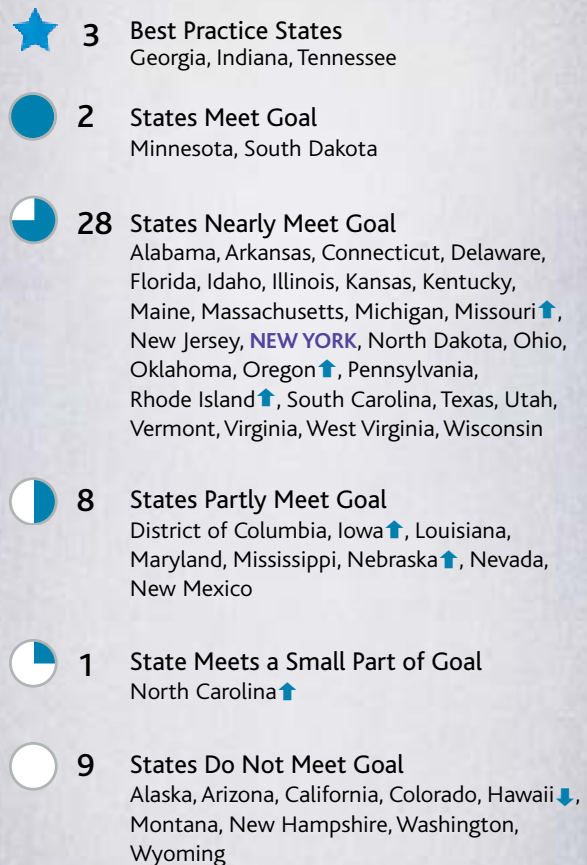 3 Best Practice States
Georgia, Indiana, Tennessee
2 States Meet Goal
Minnesota, South Dakota
28 States Nearly Meet Goal
Alabama, Arkansas, Connecticut, Delaware,
Florida, Idaho, Illinois, Kansas, Kentucky,
Maine, Massachusetts, Michigan, Missouri⬆,
New Jersey, NEW YORK, North Dakota, Ohio,
Oklahoma, Oregon⬆, Pennsylvania,
Rhode Island⬆, South Carolina, Texas, Utah,
Vermont, Virginia, West Virginia, Wisconsin
8 States Partly Meet Goal
District of Columbia, Iowa⬆, Louisiana,
Maryland, Mississippi, Nebraska⬆, Nevada,
New Mexico
1 State Meets a Small Part of Goal
North Carolina⬆
9 States Do Not Meet Goal
Alaska, Arizona, California, Colorado, Hawaii⬇,
Montana, New Hampshire, Washington,
Wyoming